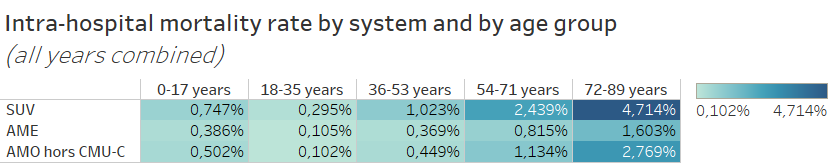 Intra-hospital mortality rate by system and by age group
(all years combined)
0-17 years 18-35 years 36-53 years 54-71 years 72-89 years
SUV 0,747% 0,295% 1,023% 2,439% 4,714%
AME 0,386% 0,105% 0,369% 0,815% 1,603%
AMO hors CMU-C 0,502% 0,102% 0,449% 1,134% 2,769%
0,102% 4,714%